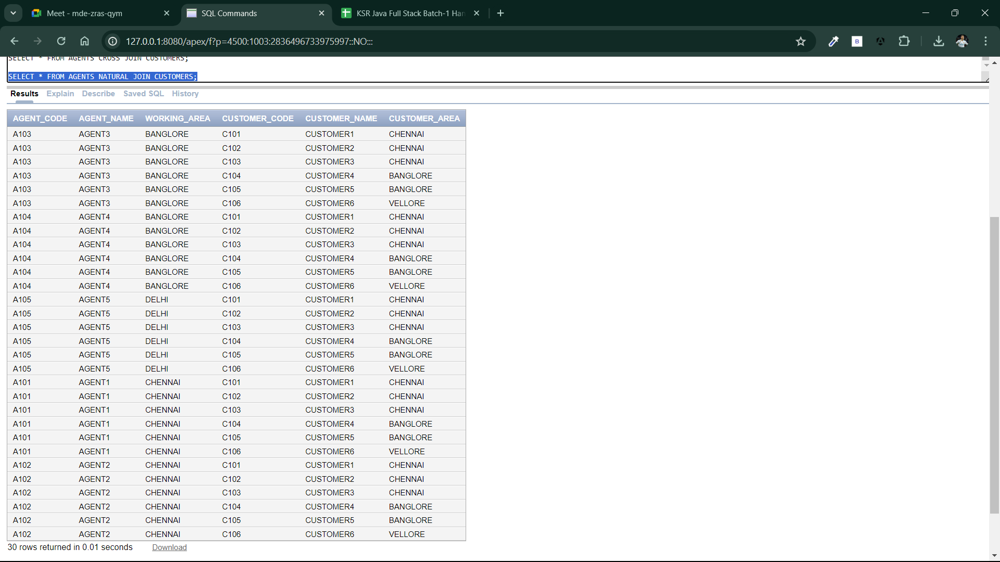 Meet - mde-zras-qym
SQL Commands
KSR Java Full Stack Batch-1 Han
127.0.0.1:8080/apex/f?p=4500:1003:2836496733975997::NO:::
B
SELECT * FROM AGENTS CROSS JOIN CUSTOMERS;
SELECT * FROM AGENTS NATURAL JOIN CUSTOMERS;
Results Explain Describe Saved SQL History
AGENT_CODE AGENT_NAME WORKING_AREA CUSTOMER_CODE CUSTOMER_NAME CUSTOMER_AREA
A103 AGENT3 BANGLORE C101 CUSTOMER1 CHENNAI
A103 AGENT3 BANGLORE C102 CUSTOMER2 CHENNAI
A103 AGENT3 BANGLORE C103 CUSTOMER3 CHENNAI
A103 AGENT3 BANGLORE C104 CUSTOMER4 BANGLORE
A103 AGENT3 BANGLORE C105 CUSTOMER5 BANGLORE
A103 AGENT3 BANGLORE C106 CUSTOMER6 VELLORE
A104 AGENT4 BANGLORE C101 CUSTOMER1 CHENNAI
A104 AGENT4 BANGLORE C102 CUSTOMER2 CHENNAI
A104 AGENT4 BANGLORE C103 CUSTOMER3 CHENNAI
A104 AGENT4 BANGLORE C104 CUSTOMER4 BANGLORE
A104 AGENT4 BANGLORE C105 CUSTOMER5 BANGLORE
A104 AGENT4 BANGLORE C106 CUSTOMER6 VELLORE
A105 AGENT5 DELHI C101 CUSTOMER1 CHENNAI
A105 AGENT5 DELHI C102 CUSTOMER2 CHENNAI
A105 AGENT5 DELHI C103 CUSTOMER3 CHENNAI
A105 AGENT5 DELHI C104 CUSTOMER4 BANGLORE
A105 AGENT5 DELHI C105 CUSTOMER5 BANGLORE
A105 AGENT5 DELHI C106 CUSTOMER6 VELLORE
A101 AGENT1 CHENNAI C101 CUSTOMER1 CHENNAI
A101 AGENT1 CHENNAI C102 CUSTOMER2 CHENNAI
A101 AGENT1 CHENNAI C103 CUSTOMER3 CHENNAI
A101 AGENT1 CHENNAI C104 CUSTOMER4 BANGLORE
A101 AGENT1 CHENNAI C105 CUSTOMER5 BANGLORE
A101 AGENT1 CHENNAI C106 CUSTOMER6 VELLORE
A102 AGENT2 CHENNAI C101 CUSTOMER1 CHENNAI
A102 AGENT2 CHENNAI C102 CUSTOMER2 CHENNAI
A102 AGENT2 CHENNAI C103 CUSTOMER3 CHENNAI
A102 AGENT2 CHENNAI C104 CUSTOMER4 BANGLORE
A102 AGENT2 CHENNAI C105 CUSTOMER5 BANGLORE
A102 AGENT2 CHENNAI C106 CUSTOMER6 VELLORE
30 rows returned in 0.01 seconds Download